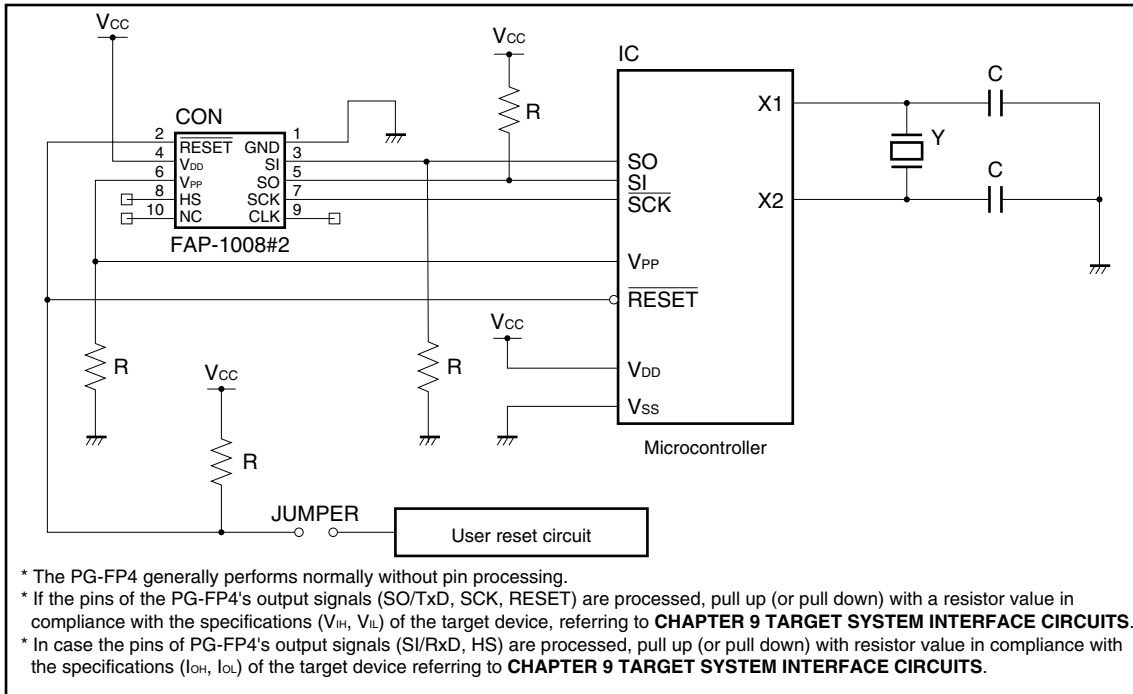 VCC
VCC
IC
C
CON
X1
R
2 RESET GND 1
4 VDD SI 3
6 VPP SO 5
8 HS SCK 7
10 NC CLK 9
FAP-1008#2
SO
SI
SCK
Y
X2
C
VPP
RESET
VCC
R
VCC
R
VDD
VSS
R
Microcontroller
JUMPER
User reset circuit
* The PG-FP4 generally performs normally without pin processing.
* If the pins of the PG-FP4's output signals (SO/TxD, SCK, RESET) are processed, pull up (or pull down) with a resistor value in
compliance with the specifications (VIH, VIL) of the target device, referring to CHAPTER 9 TARGET SYSTEM INTERFACE CIRCUITS.
* In case the pins of PG-FP4's output signals (SI/RxD, HS) are processed, pull up (or pull down) with resistor value in compliance with
the specifications (IOH, IOL) of the target device referring to CHAPTER 9 TARGET SYSTEM INTERFACE CIRCUITS.